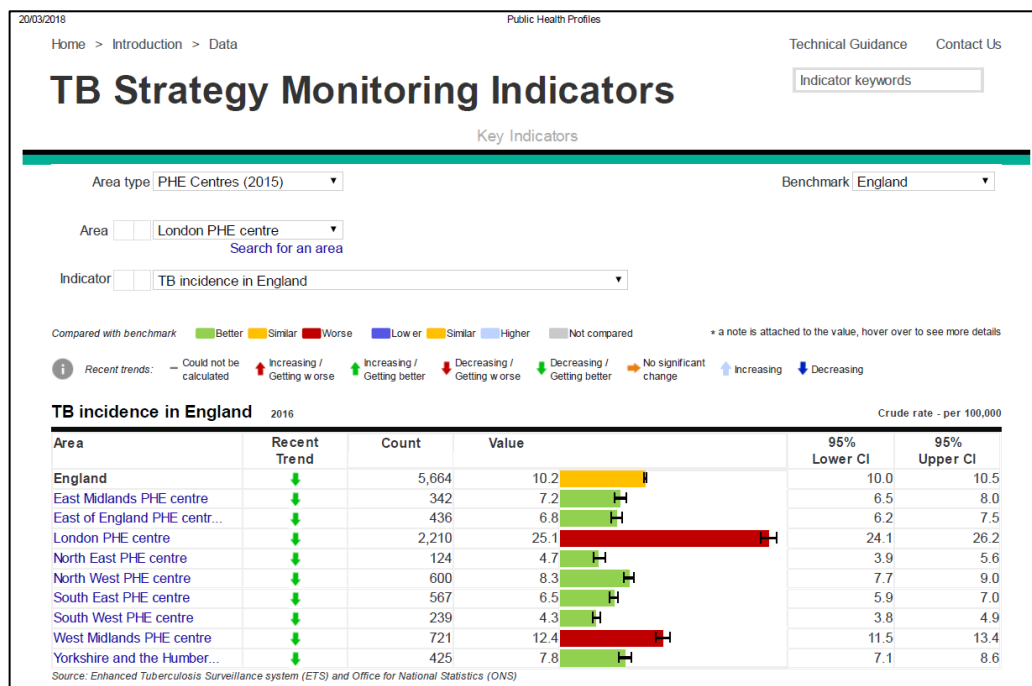 20/03/2018 Public Health Profiles
Home > Introduction > Data Technical Guidance Contact Us
TB Strategy Monitoring Indicators
Indicator keywords
Key Indicators
Area type PHE Centres (2015) Benchmark England
Area London PHE centre
Search for an area
Indicator TB incidence in England
Compared with benchmark Better Similar Worse Lower Similar Higher Not compared * a note is attached to the value, hover over to see more details
Recent trends: – Could not be calculated Increasing / Getting worse Increasing / Getting better Decreasing / Getting worse Decreasing / Getting better No significant change Increasing Decreasing
TB incidence in England 2016 Crude rate - per 100,000
Area Recent Trend Count Value 95% Lower CI 95% Upper CI
England 5,664 10.2 10.0 10.5
East Midlands PHE centre 342 7.2 6.5 8.0
East of England PHE centr... 436 6.8 6.2 7.5
London PHE centre 2,210 25.1 24.1 26.2
North East PHE centre 124 4.7 3.9 5.6
North West PHE centre 600 8.3 7.7 9.0
South East PHE centre 567 6.5 5.9 7.0
South West PHE centre 239 4.3 3.8 4.9
West Midlands PHE centre 721 12.4 11.5 13.4
Yorkshire and the Humber... 425 7.8 7.1 8.6
Source: Enhanced Tuberculosis Surveillance system (ETS) and Office for National Statistics (ONS)